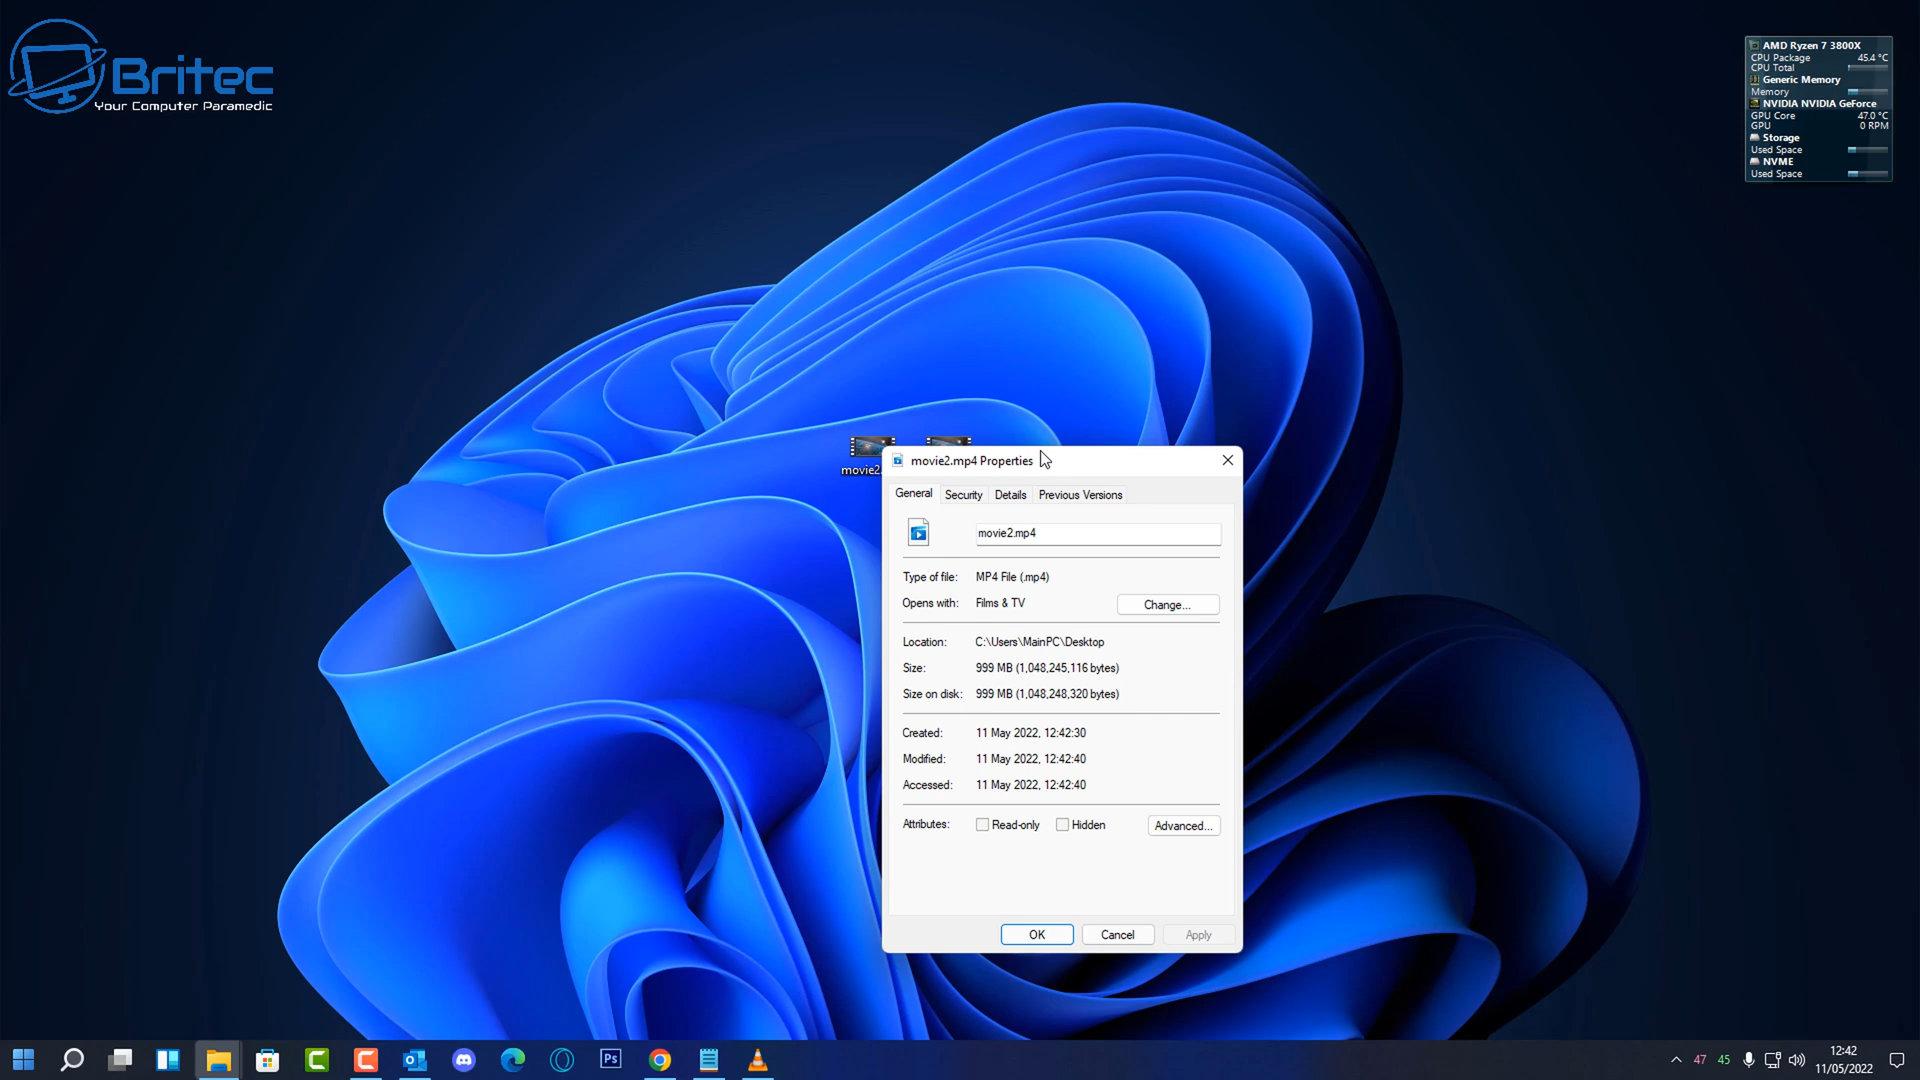 Britec
Your Computer Paramedic
AMD Ryzen 7 3800X
CPU Package 45.4 °C
CPU Total
Generic Memory
Memory
NVIDIA NVIDIA GeForce
GPU Core 47.0 °C
GPU 0 RPM
Storage
Used Space
NVME
Used Space
movie2.
movie2.mp4 Properties
General Security Details Previous Versions
movie2.mp4
Type of file: MP4 File (.mp4)
Opens with: Films & TV Change...
Location: C:\Users\MainPC\Desktop
Size: 999 MB (1,048,245,116 bytes)
Size on disk: 999 MB (1,048,248,320 bytes)
Created: 11 May 2022, 12:42:30
Modified: 11 May 2022, 12:42:40
Accessed: 11 May 2022, 12:42:40
Attributes: Read-only Hidden Advanced...
OK Cancel Apply
Ps
47 45
12:42
11/05/2022